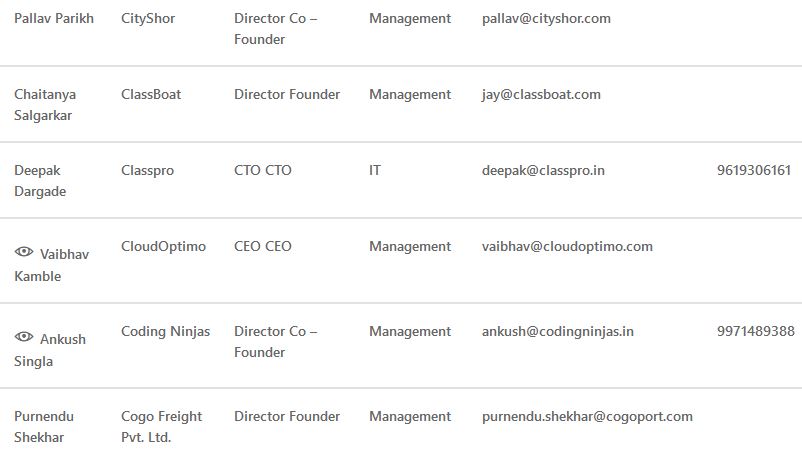 Pallav Parikh CityShor Director Co – Management pallav@cityshor.com
Founder
Chaitanya ClassBoat Director Founder Management jay@classboat.com
Salgarkar
Deepak Classpro CTO CTO IT deepak@classpro.in 9619306161
Dargade
Vaibhav CloudOptimo CEO CEO Management vaibhav@cloudoptimo.com
Kamble
Ankush Coding Ninjas Director Co – Management ankush@codingninjas.in 9971489388
Singla Founder
Purnendu Cogo Freight Director Founder Management purnendu.shekhar@cogoport.com
Shekhar Pvt. Ltd.